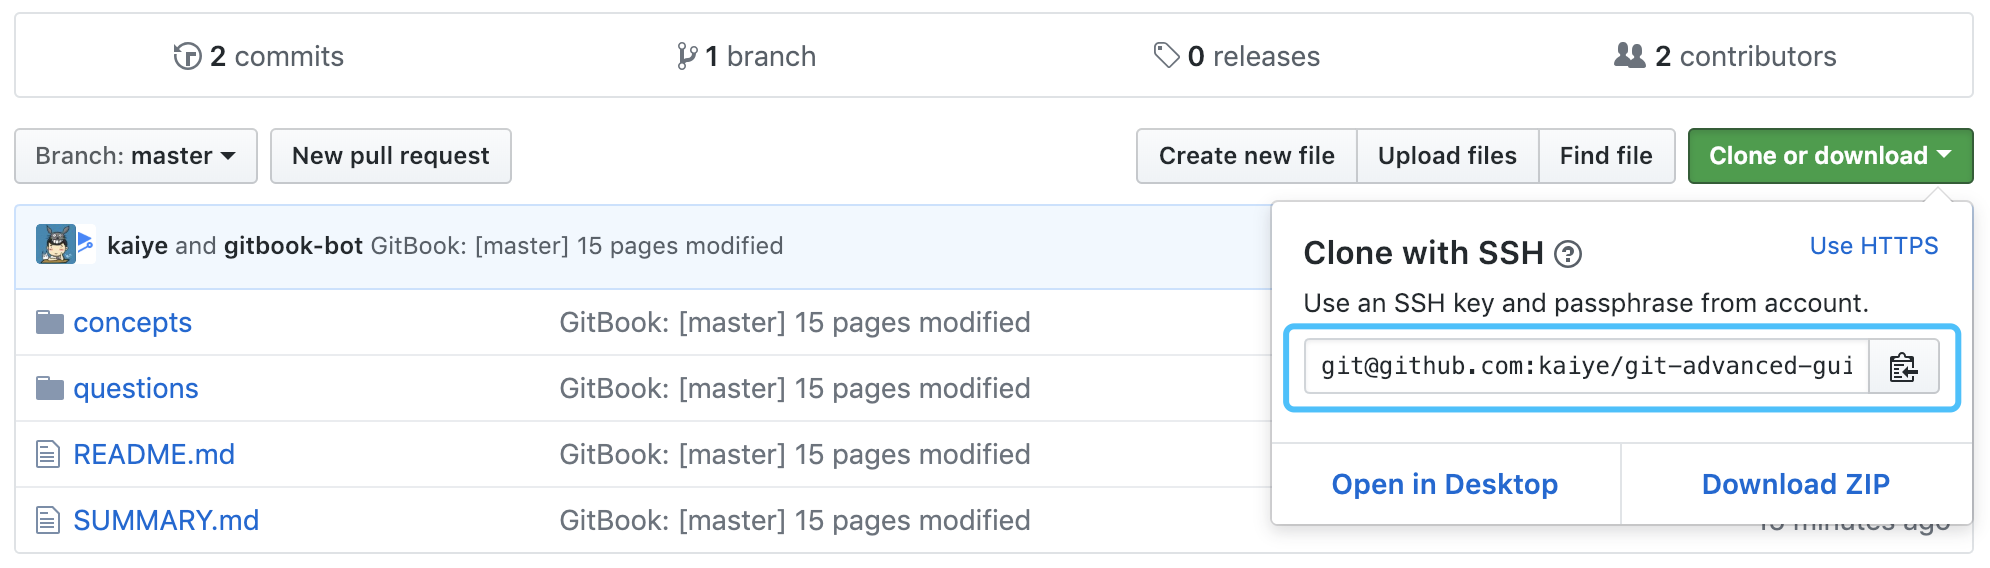 2 commits 1 branch 0 releases 2 contributors
Branch: master New pull request Create new file Upload files Find file Clone or download
kaiye and gitbook-bot GitBook: [master] 15 pages modified
Clone with SSH ? Use HTTPS
Use an SSH key and passphrase from account.
git@github.com:kaiye/git-advanced-gui
concepts GitBook: [master] 15 pages modified
questions GitBook: [master] 15 pages modified
README.md GitBook: [master] 15 pages modified
Open in Desktop Download ZIP
SUMMARY.md GitBook: [master] 15 pages modified minutes ago